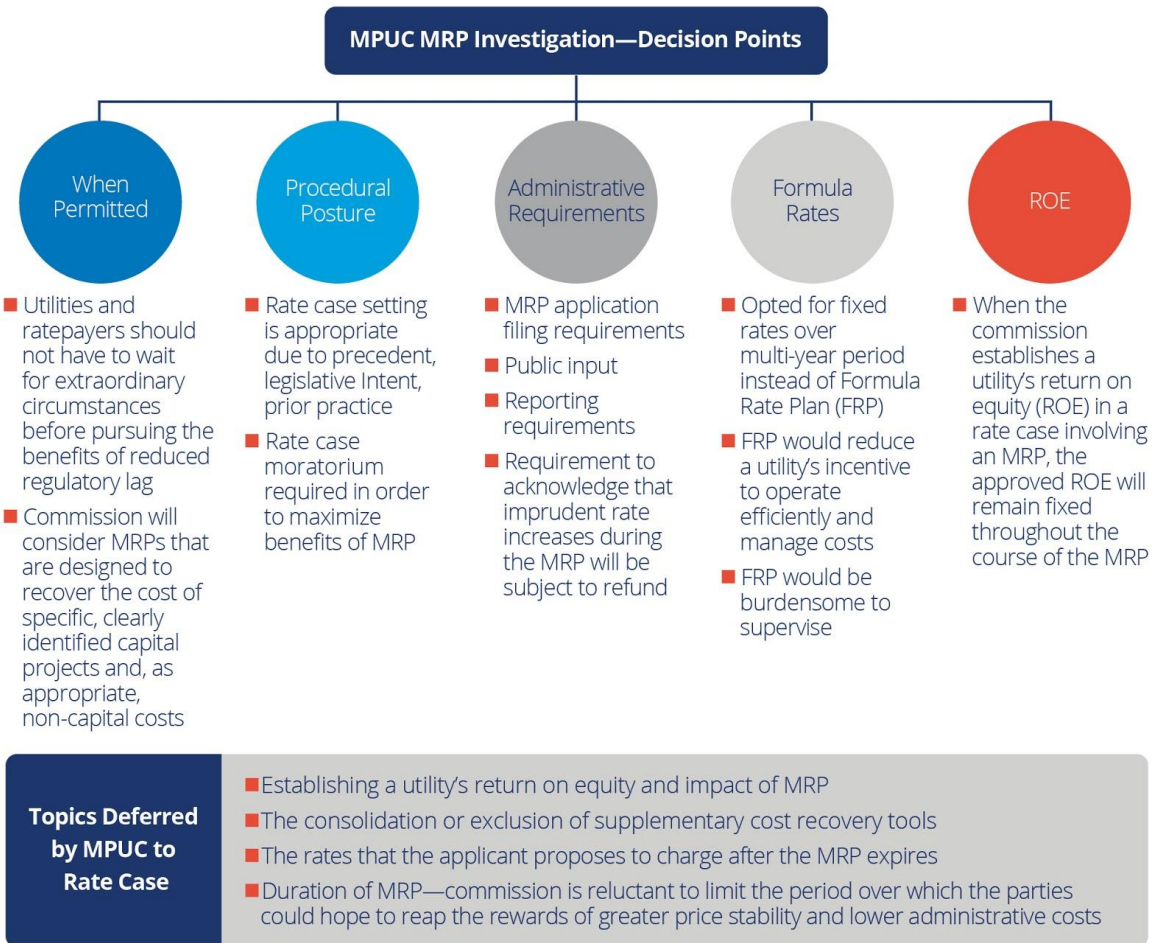 MPUC MRP Investigation—Decision Points
When
Permitted
Utilities and
ratepayers should
not have to wait
for extraordinary
circumstances
before pursuing the
benefits of reduced
regulatory lag
Commission will
consider MRPs that
are designed to
recover the cost of
specific, clearly
identified capital
projects and, as
appropriate,
non-capital costs
Procedural
Posture
Rate case setting
is appropriate
due to precedent,
legislative Intent,
prior practice
Rate case
moratorium
required in order
to maximize
benefits of MRP
Administrative
Requirements
MRP application
filing requirements
Public input
Reporting
requirements
Requirement to
acknowledge that
imprudent rate
increases during
the MRP will be
subject to refund
Formula
Rates
Opted for fixed
rates over
multi-year period
instead of Formula
Rate Plan (FRP)
FRP would reduce
a utility’s incentive
to operate
efficiently and
manage costs
FRP would be
burdensome to
supervise
ROE
When the
commission
establishes a
utility’s return on
equity (ROE) in a
rate case involving
an MRP, the
approved ROE will
remain fixed
throughout the
course of the MRP
Topics Deferred
by MPUC to
Rate Case
Establishing a utility’s return on equity and impact of MRP
The consolidation or exclusion of supplementary cost recovery tools
The rates that the applicant proposes to charge after the MRP expires
Duration of MRP—commission is reluctant to limit the period over which the parties
could hope to reap the rewards of greater price stability and lower administrative costs